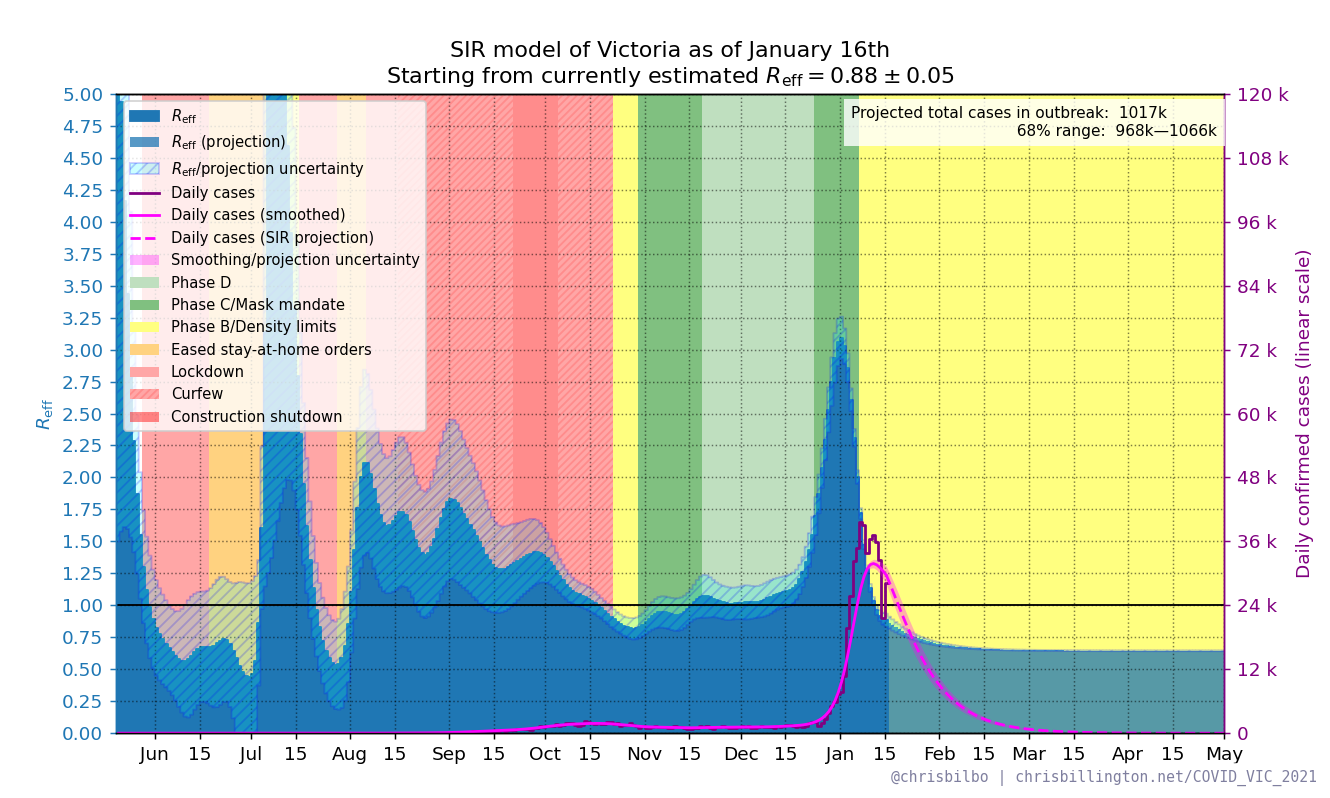 SIR model of Victoria as of January 16th
Starting from currently estimated Reff = 0.88 ± 0.05
Projected total cases in outbreak: 1017k
68% range: 968k—1066k
Reff
Reff (projection)
Reff/projection uncertainty
Daily cases
Daily cases (smoothed)
Daily cases (SIR projection)
Smoothing/projection uncertainty
Phase D
Phase C/Mask mandate
Phase B/Density limits
Eased stay-at-home orders
Lockdown
Curfew
Construction shutdown
Reff
5.00
4.75
4.50
4.25
4.00
3.75
3.50
3.25
3.00
2.75
2.50
2.25
2.00
1.75
1.50
1.25
1.00
0.75
0.50
0.25
0.00
120 k
108 k
96 k
84 k
72 k
60 k
48 k
36 k
24 k
12 k
0
Daily confirmed cases (linear scale)
Jun 15 Jul 15 Aug 15 Sep 15 Oct 15 Nov 15 Dec 15 Jan 15 Feb 15 Mar 15 Apr 15 May
@chrisbilbo | chrisbillington.net/COVID_VIC_2021